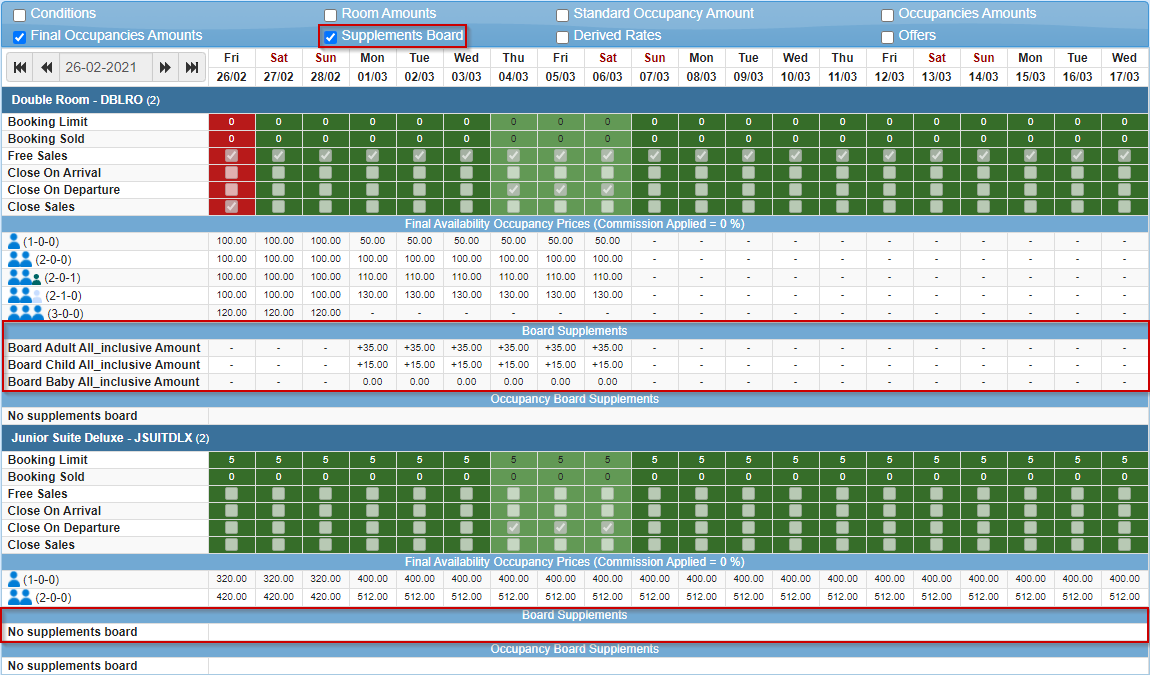 Conditions Room Amounts Standard Occupancy Amount Occupancies Amounts
Final Occupancies Amounts Supplements Board Derived Rates Offers
Fri Sat Sun Mon Tue Wed Thu Fri Sat Sun Mon Tue Wed Thu Fri Sat Sun Mon Tue Wed
26-02-2021 26/02 27/02 28/02 01/03 02/03 03/03 04/03 05/03 06/03 07/03 08/03 09/03 10/03 11/03 12/03 13/03 14/03 15/03 16/03 17/03
Double Room - DBLRO (2)
Booking Limit 0 0 0 0 0 0 0 0 0 0 0 0 0 0 0 0 0 0 0 0
Booking Sold 0 0 0 0 0 0 0 0 0 0 0 0 0 0 0 0 0 0 0 0
Free Sales
Close On Arrival
Close On Departure
Close Sales
Final Availability Occupancy Prices (Commission Applied = 0 %)
(1-0-0) 100.00 100.00 100.00 50.00 50.00 50.00 50.00 50.00 50.00 - - - - - - - - - - -
(2-0-0) 100.00 100.00 100.00 100.00 100.00 100.00 100.00 100.00 100.00 - - - - - - - - - - -
(2-0-1) 100.00 100.00 100.00 110.00 110.00 110.00 110.00 110.00 110.00 - - - - - - - - - - -
(2-1-0) 100.00 100.00 100.00 130.00 130.00 130.00 130.00 130.00 130.00 - - - - - - - - - - -
(3-0-0) 120.00 120.00 120.00 - - - - - - - - - - - - - - - - -
Board Supplements
Board Adult All_inclusive Amount - - - +35.00 +35.00 +35.00 +35.00 +35.00 +35.00 - - - - - - - - - - -
Board Child All_inclusive Amount - - - +15.00 +15.00 +15.00 +15.00 +15.00 +15.00 - - - - - - - - - - -
Board Baby All_inclusive Amount - - - 0.00 0.00 0.00 0.00 0.00 0.00 - - - - - - - - - - -
Occupancy Board Supplements
No supplements board
Junior Suite Deluxe - JSUITDLX (2)
Booking Limit 5 5 5 5 5 5 5 5 5 5 5 5 5 5 5 5 5 5 5 5
Booking Sold 0 0 0 0 0 0 0 0 0 0 0 0 0 0 0 0 0 0 0 0
Free Sales
Close On Arrival
Close On Departure
Close Sales
Final Availability Occupancy Prices (Commission Applied = 0 %)
(1-0-0) 320.00 320.00 320.00 400.00 400.00 400.00 400.00 400.00 400.00 400.00 400.00 400.00 400.00 400.00 400.00 400.00 400.00 400.00 400.00 400.00
(2-0-0) 420.00 420.00 420.00 512.00 512.00 512.00 512.00 512.00 512.00 512.00 512.00 512.00 512.00 512.00 512.00 512.00 512.00 512.00 512.00 512.00
Board Supplements
No supplements board
Occupancy Board Supplements
No supplements board